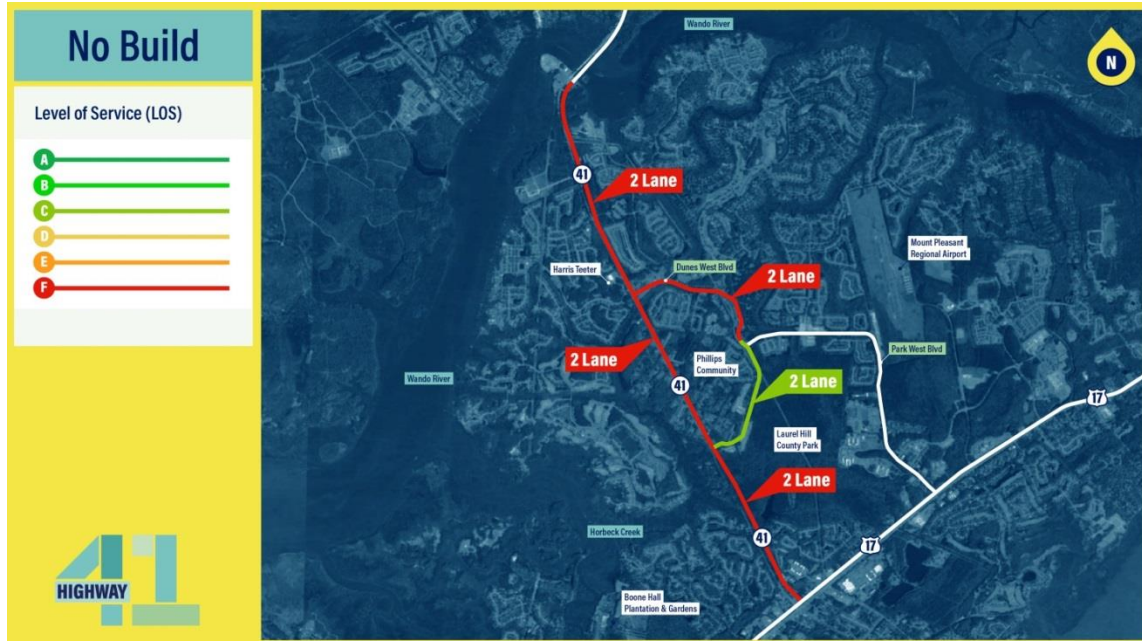 No Build
Level of Service (LOS)
A
B
C
D
E
F
41
HIGHWAY
Wando River
N
41
2 Lane
Mount Pleasant
Regional Airport
Harris Teeter
Dunes West Blvd
2 Lane
2 Lane
Phillips
Community
Park West Blvd
Wando River
41
2 Lane
17
Laurel Hill
County Park
2 Lane
Horbeck Creek
41
17
Boone Hall
Plantation & Gardens